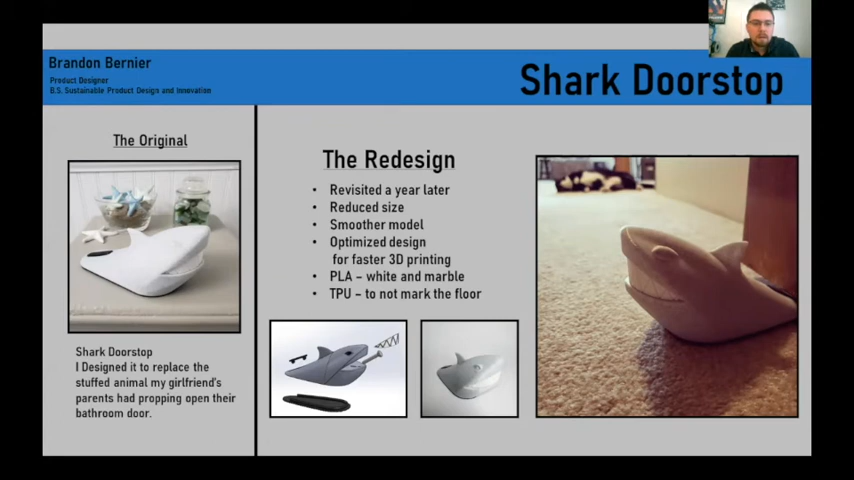 Brandon Bernier
Product Designer
B.S. Sustainable Product Design and Innovation
Shark Doorstop
The Original
Shark Doorstop
I Designed it to replace the
stuffed animal my girlfriend's
parents had propping open their
bathroom door.
The Redesign
• Revisited a year later
• Reduced size
• Smoother model
• Optimized design
for faster 3D printing
• PLA – white and marble
• TPU – to not mark the floor